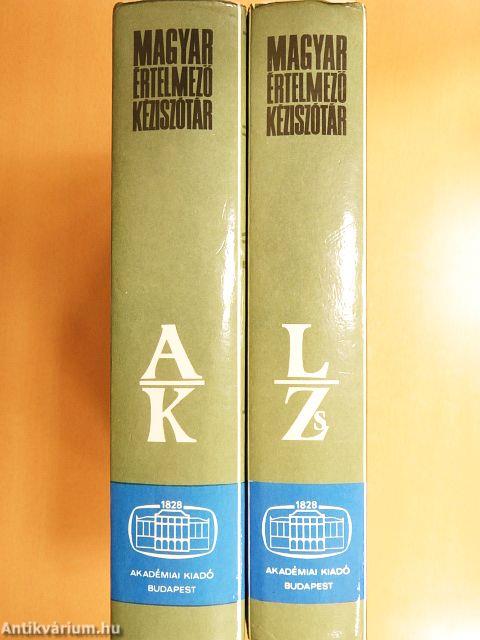 MAGYAR
ÉRTELMEZŐ
KÉZISZÓTÁR
A
K
1828
AKADÉMIAI KIADÓ
BUDAPEST
MAGYAR
ÉRTELMEZŐ
KÉZISZÓTÁR
L
Zs
1828
AKADÉMIAI KIADÓ
BUDAPEST
Antikvárium.hu